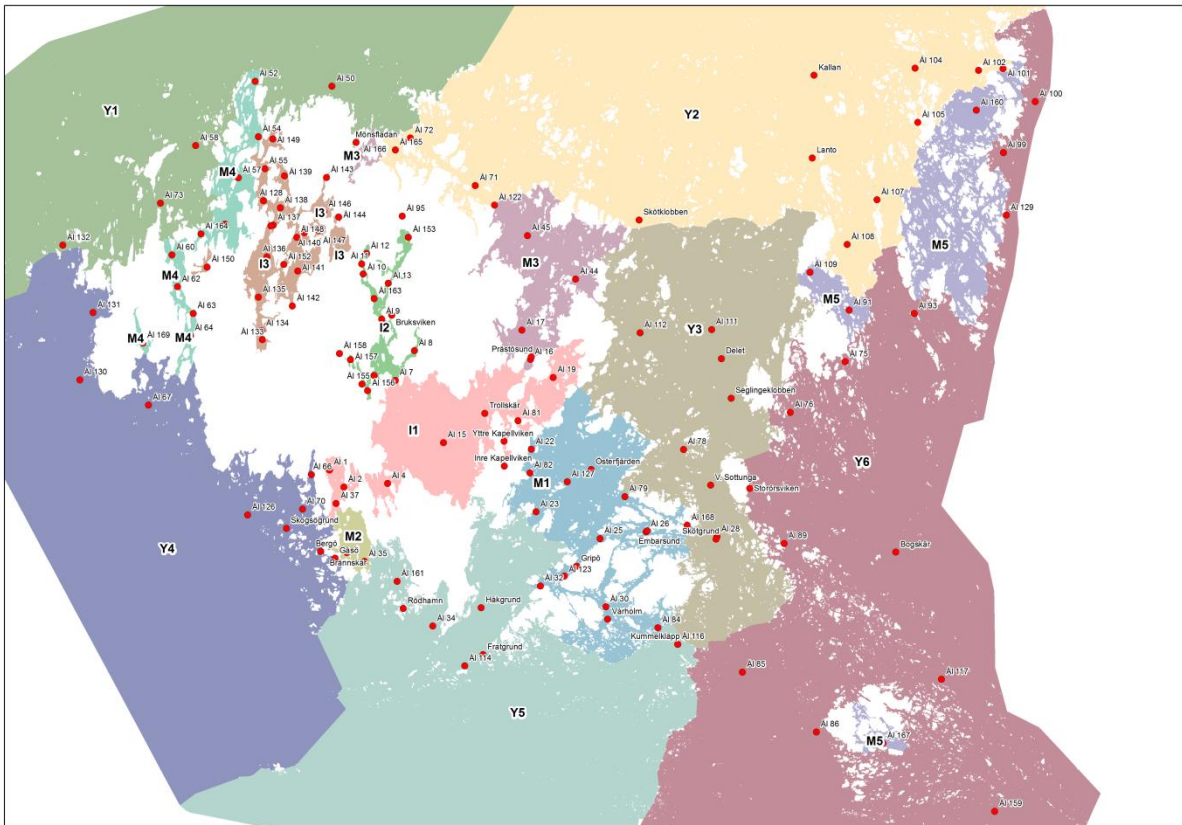 Kallan
Ål 104
Ål 102
Ål 101
Ål 52
Ål 50
Ål 100
Y1
Y2
Ål 160
Ål 105
Ål 54
Ål 149
Mönsfladan
Ål 72
Ål 58
Ål 165
Ål 166
M3
Ål 99
Lanto
Ål 55
M4
Ål 57
Ål 139
Ål 143
Ål 71
Ål 73
Ål 128
Ål 138
Ål 122
Ål 107
I3
Ål 146
Ål 144
Ål 95
Ål 129
Ål 137
Skötklobben
Ål 164
Ål 148
Ål 147
Ål 153
Ål 45
Ål 132
Ål 60
Ål 140
Ål 108
M5
Ål 136
I3
Ål 152
I3
Ål 12
Ål 150
Ål 141
Ål 10
M3
Ål 109
M4
Ål 62
Ål 13
Ål 44
Ål 135
Ål 163
M5
Ål 131
Ål 63
Ål 142
Ål 9
Bruksviken
Ål 91
Ål 93
I2
Ål 17
Ål 112
Y3
Ål 111
M4
Ål 169
M4
Ål 64
Ål 133
Ål 134
Ål 158
Ål 157
Ål 8
Prästösund
Ål 16
Delet
Ål 75
Ål 130
Ål 155
Ål 156
Ål 7
Ål 19
Ål 67
Seglingeklobben
Ål 76
Trollskär
Ål 81
I1
Ål 15
Yttre Kapellviken
Ål 22
Ål 78
Y6
Inre Kapellviken
Ål 82
Österfjärden
Ål 66
Ål 1
Ål 2
Ål 4
M1
Ål 127
V. Sottunga
Storörsviken
Ål 37
Ål 79
Ål 126
Ål 70
Ål 23
Skogsögrund
M2
Ål 25
Ål 26
Ål 168
Embarsund
Skötgrund
Ål 28
Ål 89
Y4
Bergö
Gasö
Brannskär
Ål 35
Bogskär
Gripö
Ål 123
Ål 161
Ål 32
Rödhamn
Håkgrund
Ål 30
Vårholm
Ål 34
Ål 84
Kummelklapp
Ål 116
Fratgrund
Ål 114
Ål 85
Ål 117
Y5
Ål 86
M5
Ål 167
Ål 159